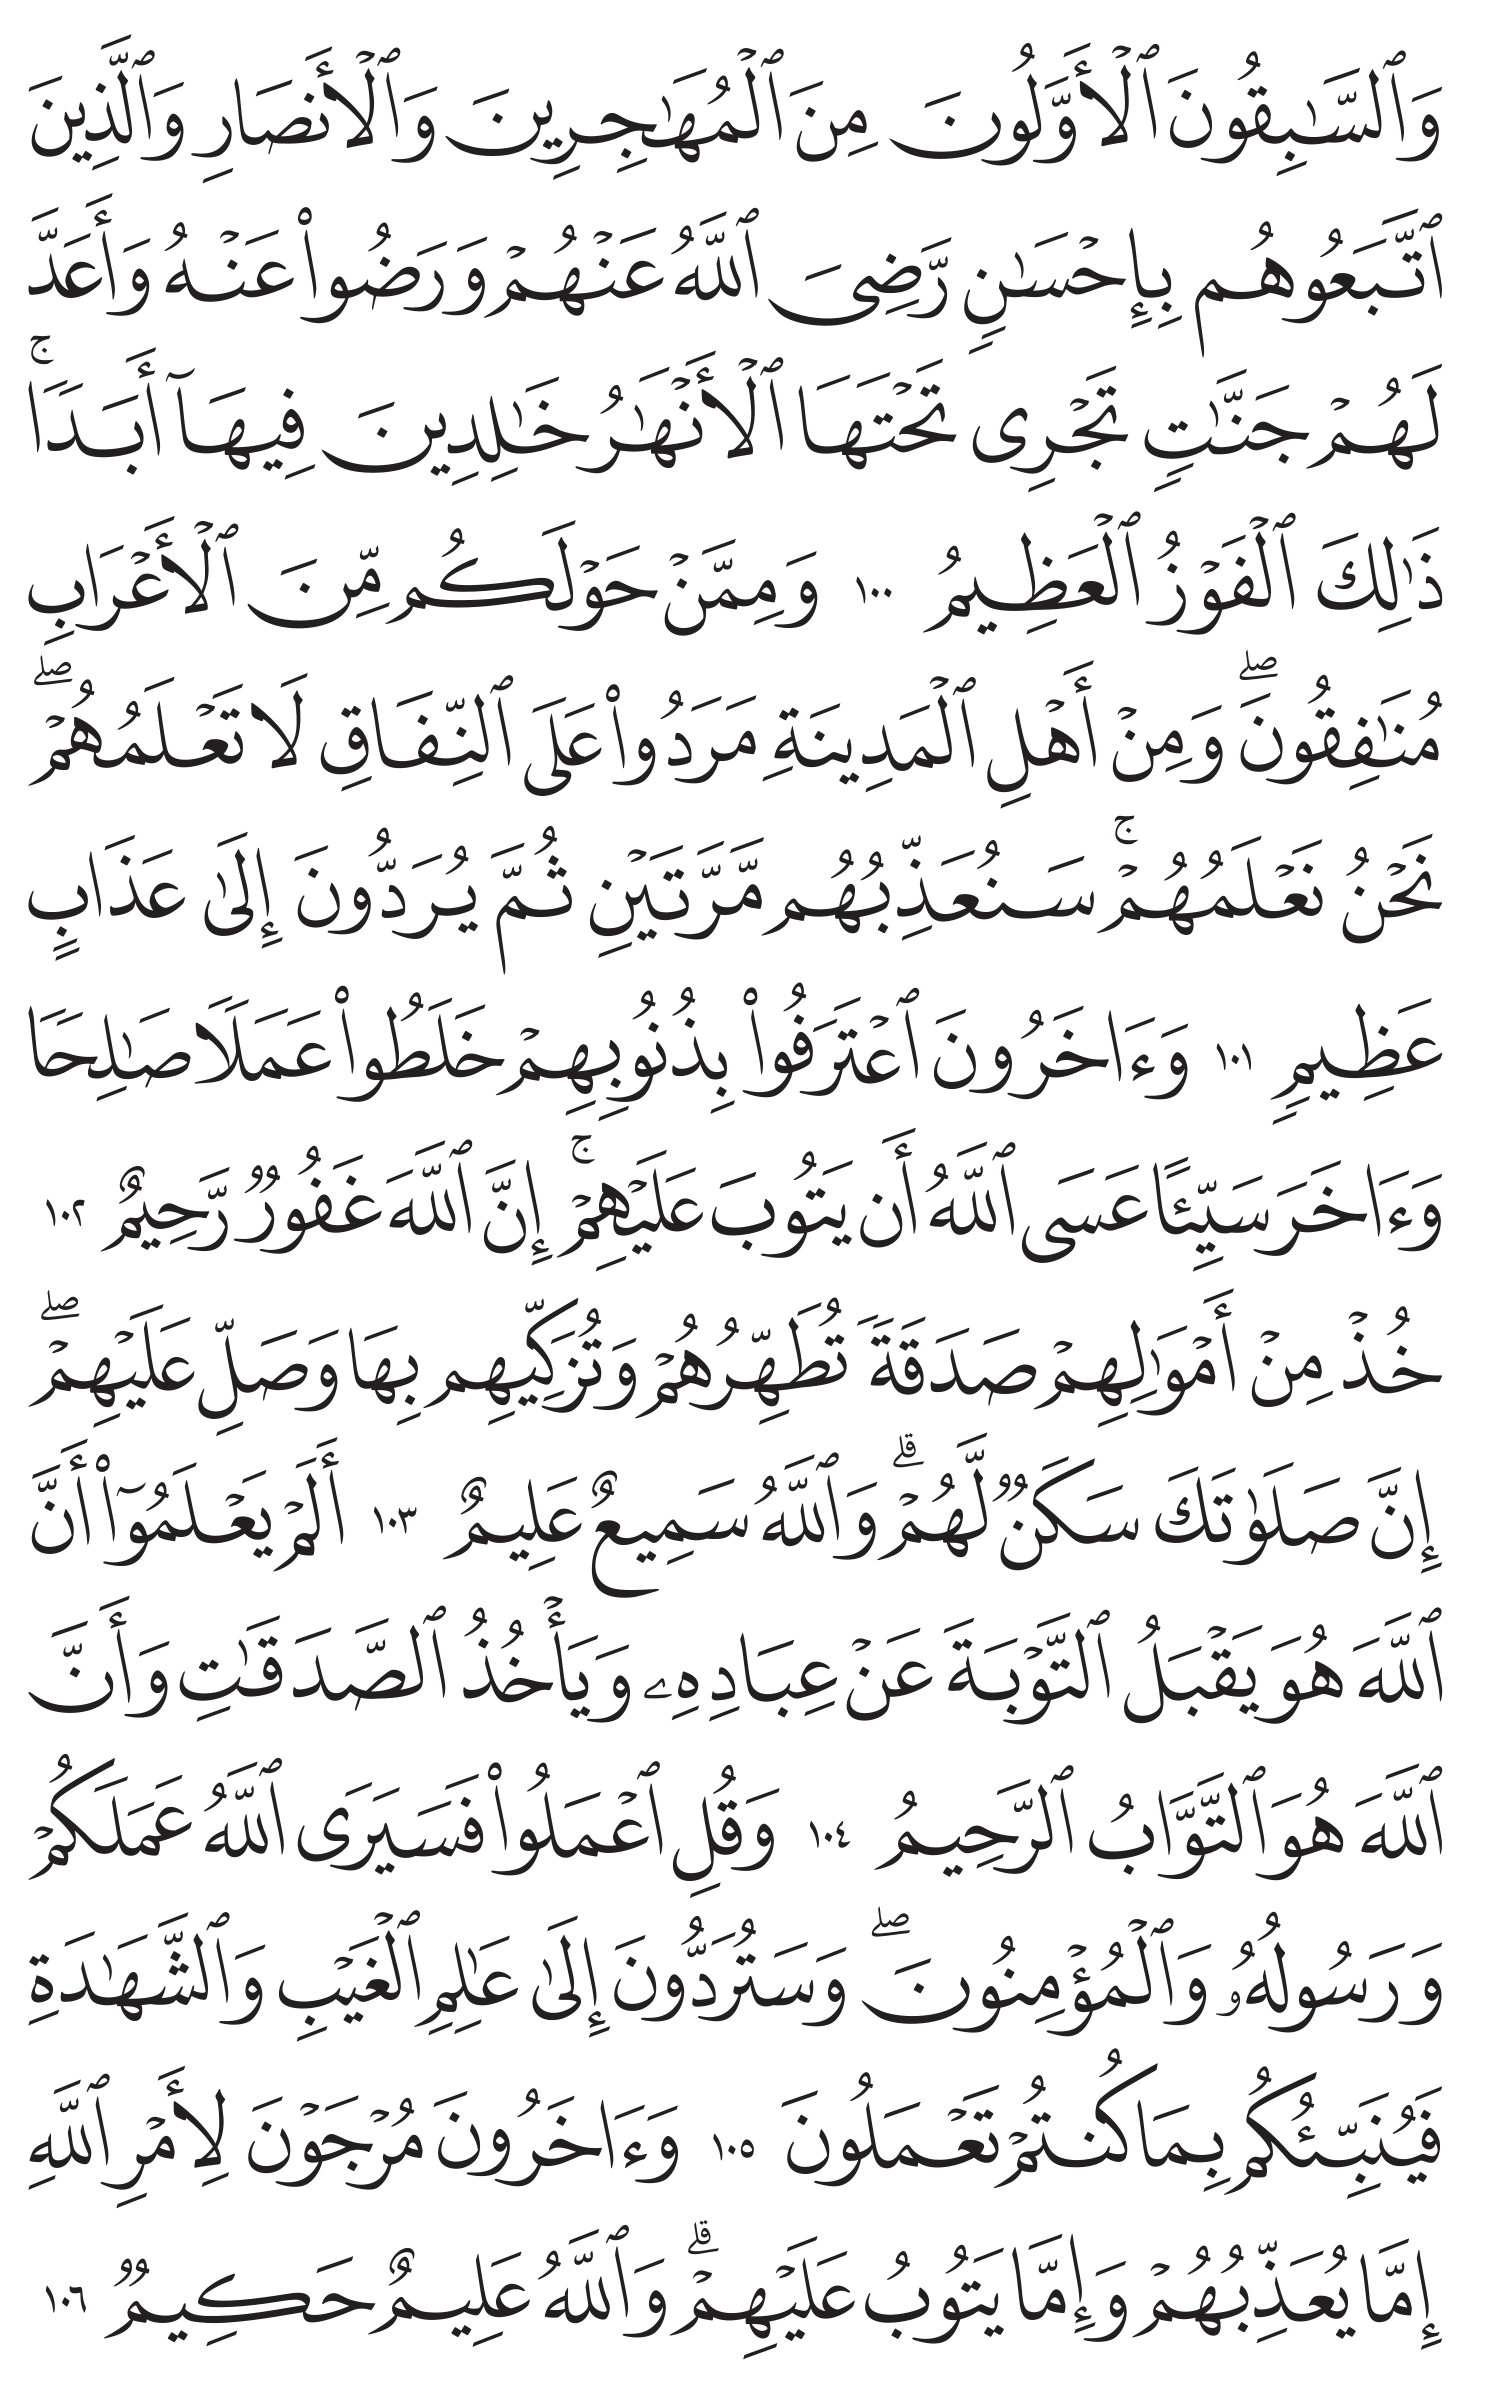 وَٱلسَّٰبِقُونَ ٱلْأَوَّلُونَ مِنَ ٱلْمُهَٰجِرِينَ وَٱلْأَنصَارِ وَٱلَّذِينَ
ٱتَّبَعُوهُم بِإِحْسَٰنٍ رَّضِىَ ٱللَّهُ عَنْهُمْ وَرَضُوا۟ عَنْهُ وَأَعَدَّ
لَهُمْ جَنَّٰتٍ تَجْرِى تَحْتَهَا ٱلْأَنْهَٰرُ خَٰلِدِينَ فِيهَآ أَبَدًا ۚ
ذَٰلِكَ ٱلْفَوْزُ ٱلْعَظِيمُ ١٠٠ وَمِمَّنْ حَوْلَكُم مِّنَ ٱلْأَعْرَابِ
مُنَٰفِقُونَ ۖ وَمِنْ أَهْلِ ٱلْمَدِينَةِ مَرَدُوا۟ عَلَى ٱلنِّفَاقِ لَا تَعْلَمُهُمْ ۖ
نَحْنُ نَعْلَمُهُمْ ۚ سَنُعَذِّبُهُم مَّرَّتَيْنِ ثُمَّ يُرَدُّونَ إِلَىٰ عَذَابٍ
عَظِيمٍ ١٠١ وَءَاخَرُونَ ٱعْتَرَفُوا۟ بِذُنُوبِهِمْ خَلَطُوا۟ عَمَلًا صَٰلِحًا
وَءَاخَرَ سَيِّئًا عَسَى ٱللَّهُ أَن يَتُوبَ عَلَيْهِمْ ۚ إِنَّ ٱللَّهَ غَفُورٌ رَّحِيمٌ ١٠٢
خُذْ مِنْ أَمْوَٰلِهِمْ صَدَقَةً تُطَهِّرُهُمْ وَتُزَكِّيهِم بِهَا وَصَلِّ عَلَيْهِمْ ۖ
إِنَّ صَلَوٰتَكَ سَكَنٌ لَّهُمْ ۗ وَٱللَّهُ سَمِيعٌ عَلِيمٌ ١٠٣ أَلَمْ يَعْلَمُوٓا۟ أَنَّ
ٱللَّهَ هُوَ يَقْبَلُ ٱلتَّوْبَةَ عَنْ عِبَادِهِۦ وَيَأْخُذُ ٱلصَّدَقَٰتِ وَأَنَّ
ٱللَّهَ هُوَ ٱلتَّوَّابُ ٱلرَّحِيمُ ١٠٤ وَقُلِ ٱعْمَلُوا۟ فَسَيَرَى ٱللَّهُ عَمَلَكُمْ
وَرَسُولُهُۥ وَٱلْمُؤْمِنُونَ ۖ وَسَتُرَدُّونَ إِلَىٰ عَٰلِمِ ٱلْغَيْبِ وَٱلشَّهَٰدَةِ
فَيُنَبِّئُكُم بِمَا كُنتُمْ تَعْمَلُونَ ١٠٥ وَءَاخَرُونَ مُرْجَوْنَ لِأَمْرِ ٱللَّهِ
إِمَّا يُعَذِّبُهُمْ وَإِمَّا يَتُوبُ عَلَيْهِمْ ۗ وَٱللَّهُ عَلِيمٌ حَكِيمٌ ١٠٦